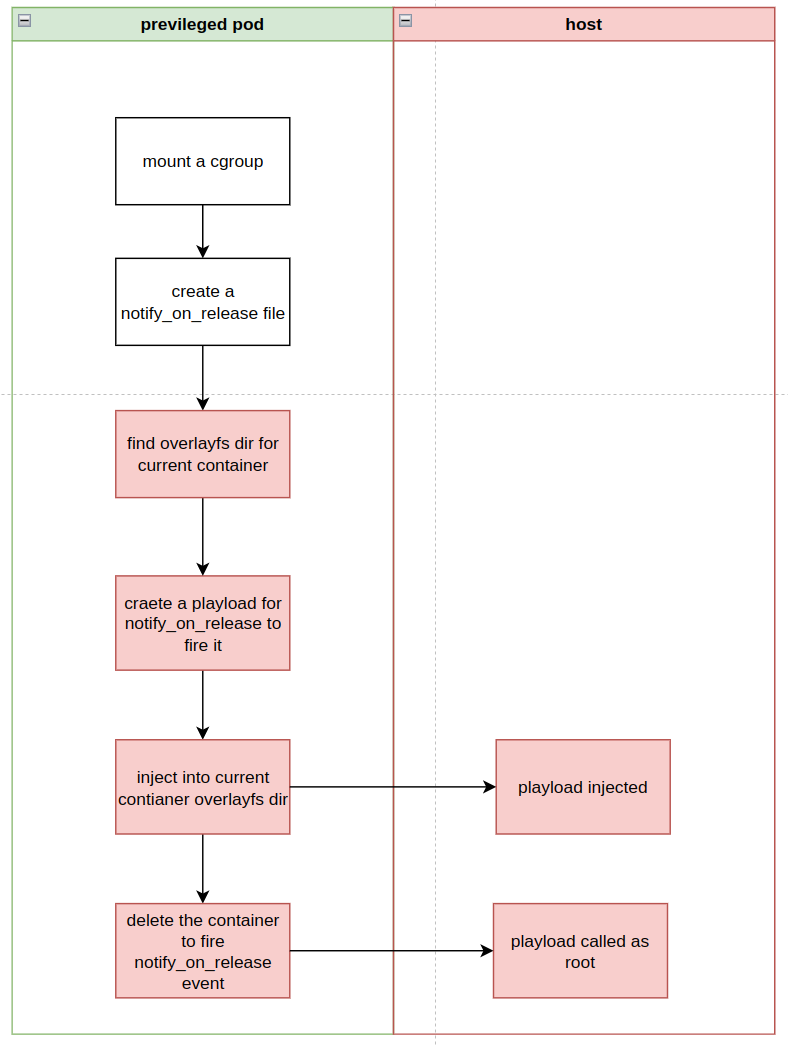 previleged pod
host
mount a cgroup
create a
notify_on_release file
find overlayfs dir for
current container
craete a playload for
notify_on_release to
fire it
inject into current
contianer overlayfs dir
playload injected
delete the container
to fire
notify_on_release
event
playload called as
root